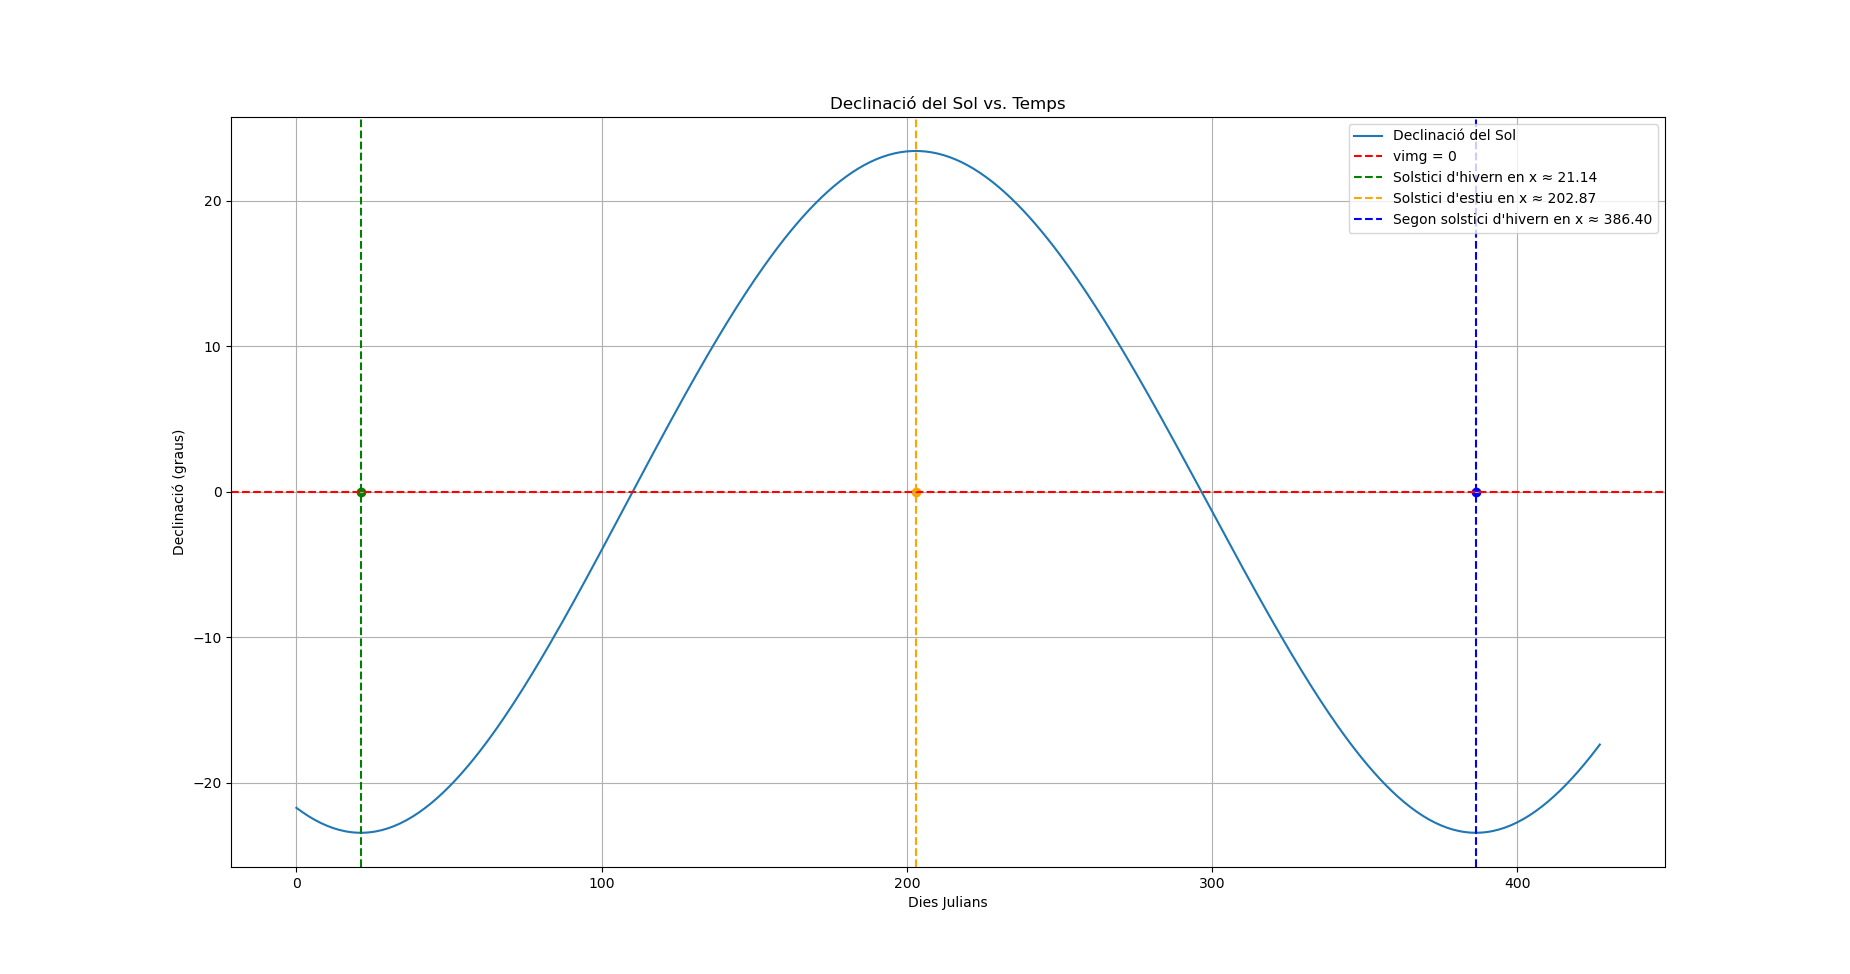 Declinació del Sol vs. Temps
Declinació del Sol
vimg = 0
Solstici d'hivern en x ≈ 21.14
Solstici d'estiu en x ≈ 202.87
Segon solstici d'hivern en x ≈ 386.40
Declinació (graus)
20
10
0
−10
−20
0 100 200 300 400
Dies Julians